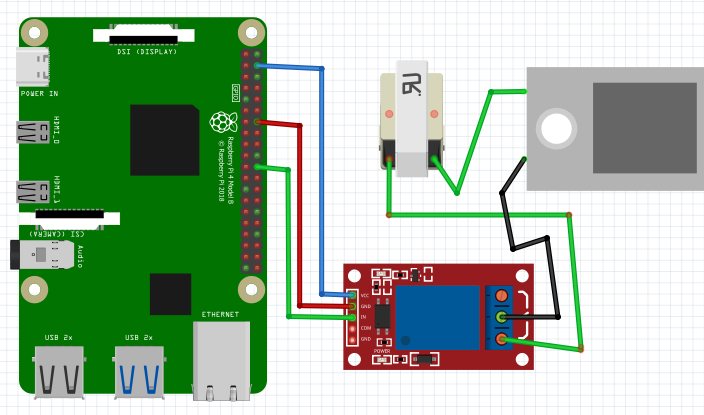 DSI (DISPLAY)
POWER IN
GPIO
HDMI 0
Raspberry Pi 4 Model B
© Raspberry Pi 2018
HDMI 1
CSI (CAMERA)
Audio
ETHERNET
USB 2x
USB 2x
VCC
GND
IN
COM
GND
POWER